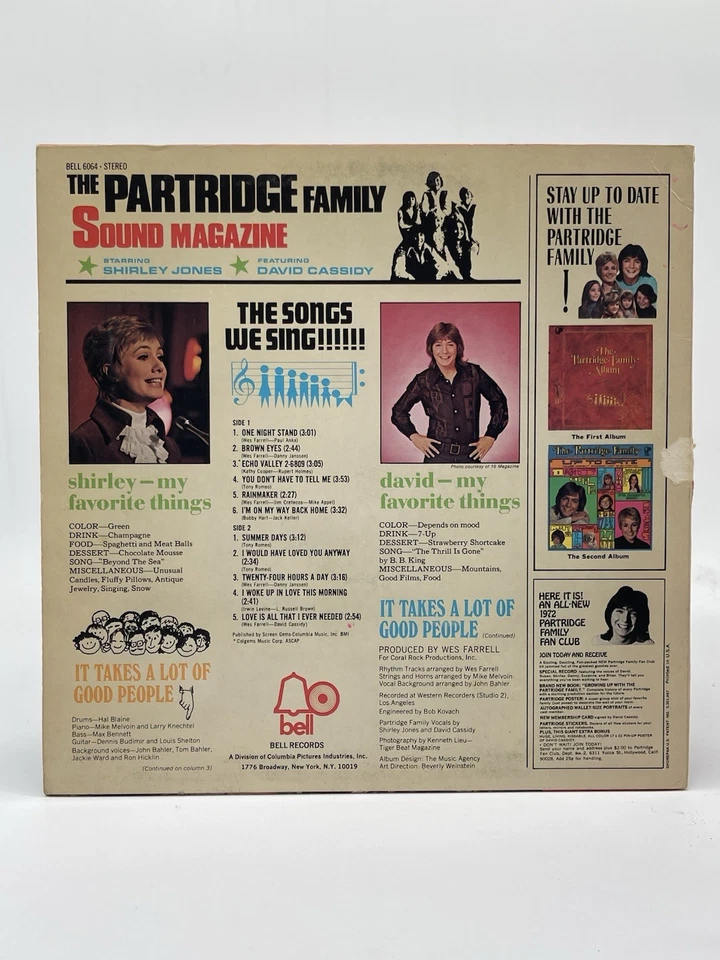 BELL 6064 • STEREO
THE PARTRIDGE FAMILY
SOUND MAGAZINE
STARRING
SHIRLEY JONES
FEATURING
DAVID CASSIDY
shirley—my
favorite things
COLOR—Green
DRINK—Champagne
FOOD—Spaghetti and Meat Balls
DESSERT—Chocolate Mousse
SONG—"Beyond The Sea"
MISCELLANEOUS—Unusual
Candles, Fluffy Pillows, Antique
Jewelry, Singing, Snow
IT TAKES A LOT OF
GOOD PEOPLE
Drums—Hal Blaine
Piano—Mike Melvoin and Larry Knechtel
Bass—Max Bennett
Guitar—Dennis Budimir and Louis Shelton
Background voices—John Bahler, Tom Bahler,
Jackie Ward and Ron Hicklin
(Continued on column 3)
THE SONGS
WE SING!!!!!!
SIDE 1
1. ONE NIGHT STAND (3:01)
(Wes Farrell—Paul Anka)
2. BROWN EYES (2:44)
(Wes Farrell—Danny Janssen)
3.* ECHO VALLEY 2-6809 (3:05)
(Kathy Cooper—Rupert Holmes)
4. YOU DON'T HAVE TO TELL ME (3:53)
(Tony Romeo)
5. RAINMAKER (2:27)
(Wes Farrell—Jim Cretecos—Mike Appel)
6. I'M ON MY WAY BACK HOME (3:32)
(Bobby Hart—Jack Keller)
SIDE 2
1. SUMMER DAYS (3:12)
(Tony Romeo)
2. I WOULD HAVE LOVED YOU ANYWAY
(2:34)
(Tony Romeo)
3. TWENTY-FOUR HOURS A DAY (3:16)
(Wes Farrell—Danny Janssen)
4. I WOKE UP IN LOVE THIS MORNING
(2:41)
(Irwin Levine—L. Russell Brown)
5. LOVE IS ALL THAT I EVER NEEDED (2:54)
(Wes Farrell—David Cassidy)
Published by Screen Gems-Columbia Music, Inc. BMI
* Colgems Music Corp. ASCAP
bell
BELL RECORDS
A Division of Columbia Pictures Industries, Inc.
1776 Broadway, New York, N.Y. 10019
Photo courtesy of 16 Magazine
david—my
favorite things
COLOR—Depends on mood
DRINK—7-Up
DESSERT—Strawberry Shortcake
SONG—"The Thrill Is Gone"
by B. B. King
MISCELLANEOUS—Mountains,
Good Films, Food
IT TAKES A LOT OF
GOOD PEOPLE (Continued)
PRODUCED BY WES FARRELL
For Coral Rock Productions, Inc.
Rhythm Tracks arranged by Wes Farrell
Strings and Horns arranged by Mike Melvoin
Vocal Background arranged by John Bahler
Recorded at Western Recorders (Studio 2),
Los Angeles
Engineered by Bob Kovach
Partridge Family Vocals by
Shirley Jones and David Cassidy
Photography by Kenneth Lieu—
Tiger Beat Magazine
Album Design: The Music Agency
Art Direction: Beverly Weinstein
STAY UP TO DATE
WITH THE
PARTRIDGE
FAMILY
!
The
Partridge Family
Album
The First Album
The Partridge Family
UP TO DATE
The Second Album
HERE IT IS!
AN ALL-NEW
1972
PARTRIDGE
FAMILY
FAN CLUB
JOIN TODAY AND RECEIVE